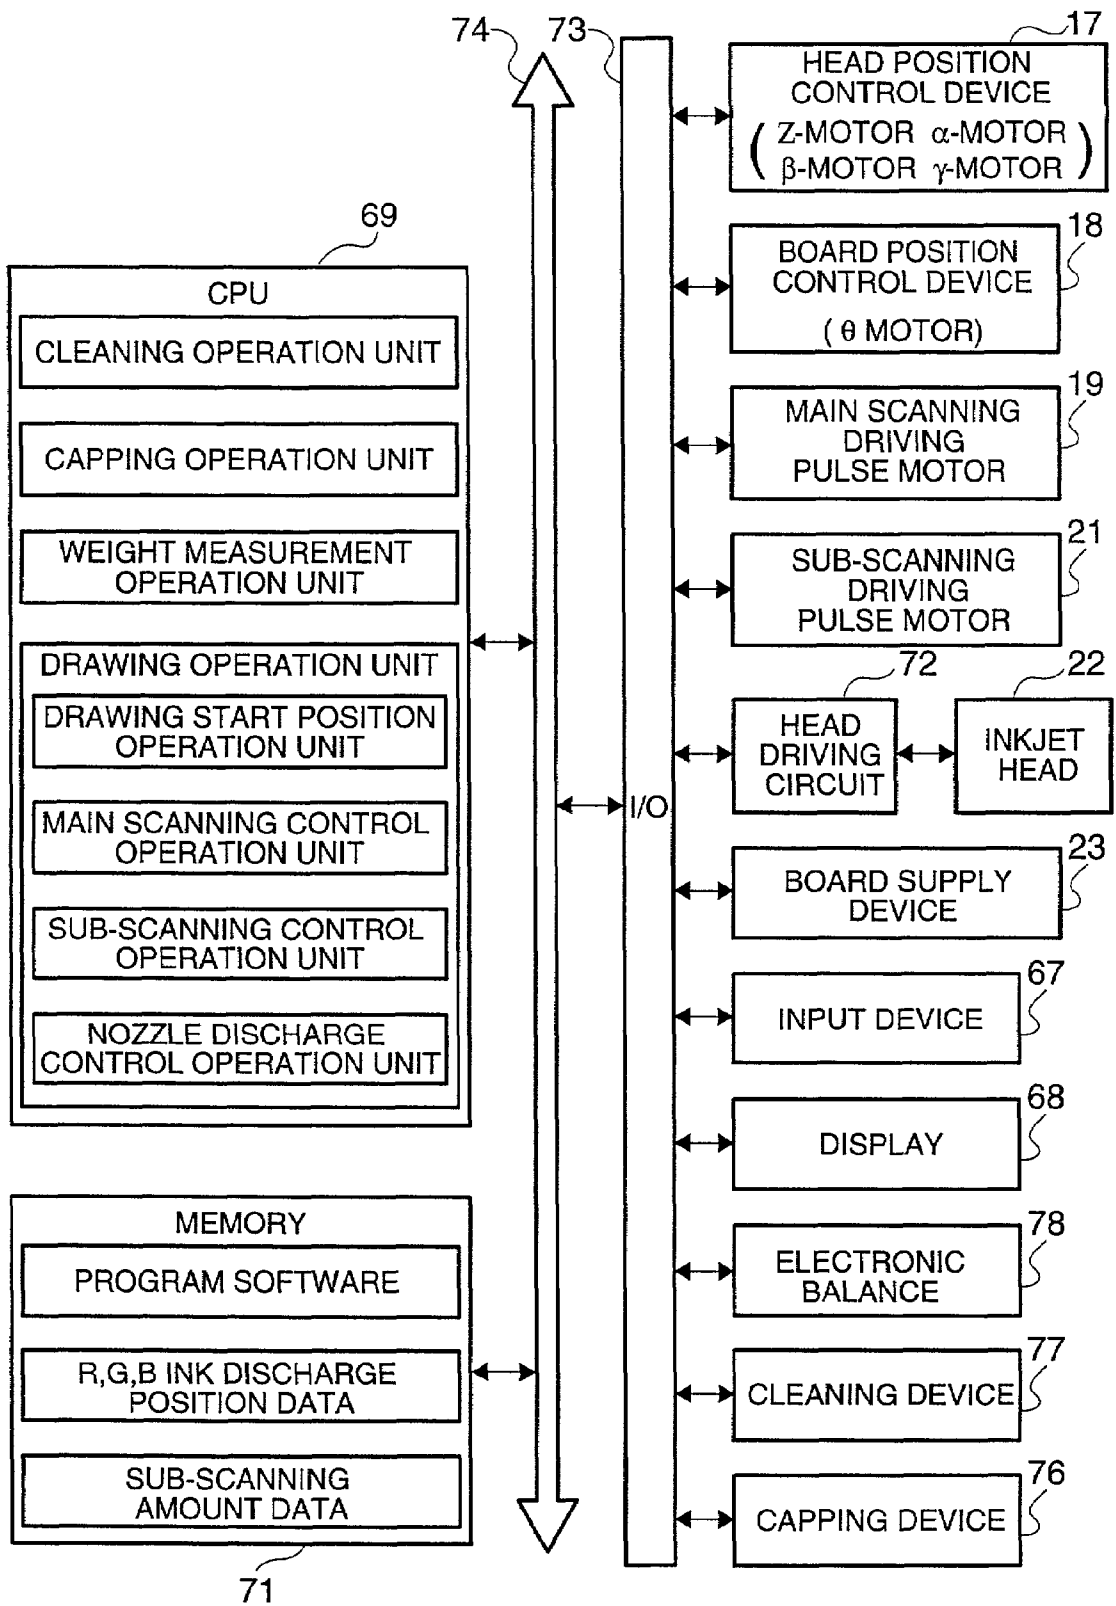 74
73
17
HEAD POSITION
CONTROL DEVICE
( Z-MOTOR α-MOTOR
β-MOTOR γ-MOTOR )
69
CPU
CLEANING OPERATION UNIT
CAPPING OPERATION UNIT
WEIGHT MEASUREMENT
OPERATION UNIT
DRAWING OPERATION UNIT
DRAWING START POSITION
OPERATION UNIT
MAIN SCANNING CONTROL
OPERATION UNIT
SUB-SCANNING CONTROL
OPERATION UNIT
NOZZLE DISCHARGE
CONTROL OPERATION UNIT
MEMORY
PROGRAM SOFTWARE
R,G,B INK DISCHARGE
POSITION DATA
SUB-SCANNING
AMOUNT DATA
71
I/O
18
BOARD POSITION
CONTROL DEVICE
( θ MOTOR)
19
MAIN SCANNING
DRIVING
PULSE MOTOR
21
SUB-SCANNING
DRIVING
PULSE MOTOR
72
HEAD
DRIVING
CIRCUIT
22
INKJET
HEAD
23
BOARD SUPPLY
DEVICE
67
INPUT DEVICE
68
DISPLAY
78
ELECTRONIC
BALANCE
77
CLEANING DEVICE
76
CAPPING DEVICE